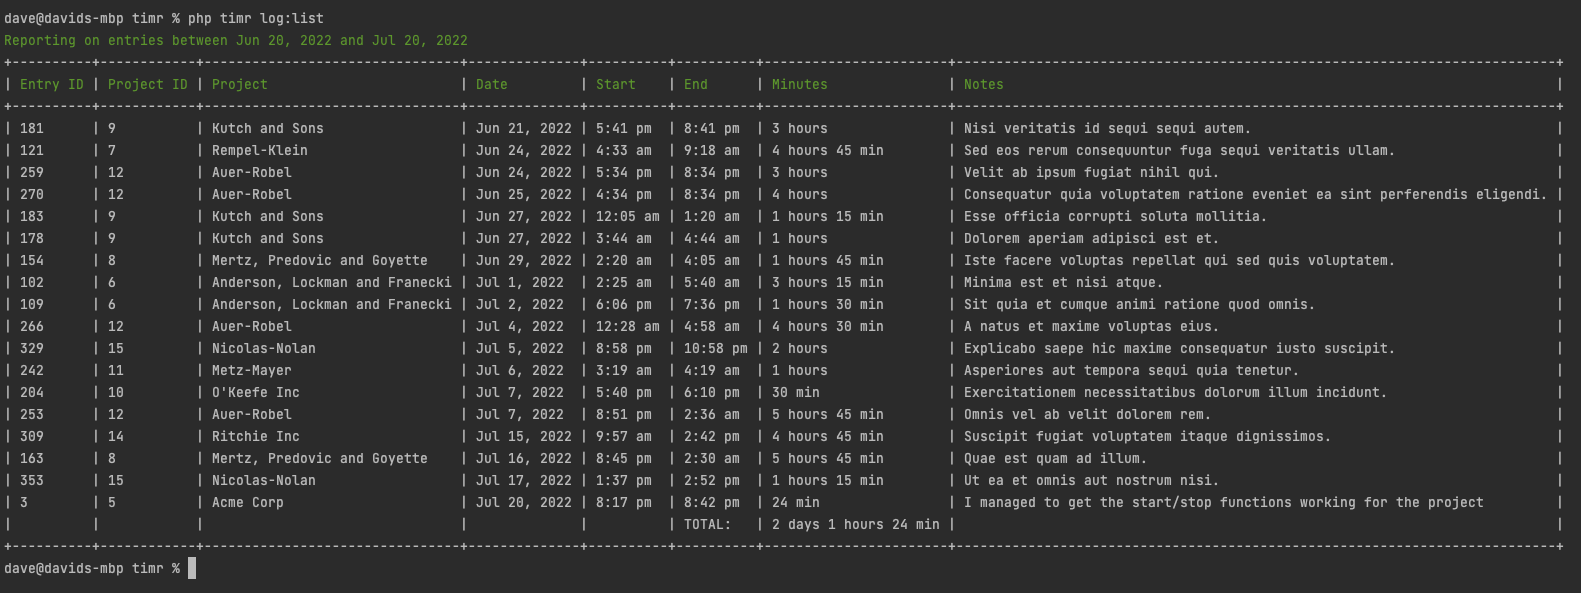 dave@davids-mbp timr % php timr log:list
Reporting on entries between Jun 20, 2022 and Jul 20, 2022
+----------+------------+--------------------------------+--------------+----------+----------+------------------------+---------------------------------------------------------------------------+
| Entry ID | Project ID | Project                        | Date         | Start    | End      | Minutes                | Notes                                                                     |
+----------+------------+--------------------------------+--------------+----------+----------+------------------------+---------------------------------------------------------------------------+
| 181      | 9          | Kutch and Sons                 | Jun 21, 2022 | 5:41 pm  | 8:41 pm  | 3 hours                | Nisi veritatis id sequi sequi autem.                                      |
| 121      | 7          | Rempel-Klein                   | Jun 24, 2022 | 4:33 am  | 9:18 am  | 4 hours 45 min         | Sed eos rerum consequuntur fuga sequi veritatis ullam.                    |
| 259      | 12         | Auer-Robel                     | Jun 24, 2022 | 5:34 pm  | 8:34 pm  | 3 hours                | Velit ab ipsum fugiat nihil qui.                                          |
| 270      | 12         | Auer-Robel                     | Jun 25, 2022 | 4:34 pm  | 8:34 pm  | 4 hours                | Consequatur quia voluptatem ratione eveniet ea sint perferendis eligendi. |
| 183      | 9          | Kutch and Sons                 | Jun 27, 2022 | 12:05 am | 1:20 am  | 1 hours 15 min         | Esse officia corrupti soluta mollitia.                                    |
| 178      | 9          | Kutch and Sons                 | Jun 27, 2022 | 3:44 am  | 4:44 am  | 1 hours                | Dolorem aperiam adipisci est et.                                          |
| 154      | 8          | Mertz, Predovic and Goyette    | Jun 29, 2022 | 2:20 am  | 4:05 am  | 1 hours 45 min         | Iste facere voluptas repellat qui sed quis voluptatem.                    |
| 102      | 6          | Anderson, Lockman and Franecki | Jul 1, 2022  | 2:25 am  | 5:40 am  | 3 hours 15 min         | Minima est et nisi atque.                                                 |
| 109      | 6          | Anderson, Lockman and Franecki | Jul 2, 2022  | 6:06 pm  | 7:36 pm  | 1 hours 30 min         | Sit quia et cumque animi ratione quod omnis.                              |
| 266      | 12         | Auer-Robel                     | Jul 4, 2022  | 12:28 am | 4:58 am  | 4 hours 30 min         | A natus et maxime voluptas eius.                                          |
| 329      | 15         | Nicolas-Nolan                  | Jul 5, 2022  | 8:58 pm  | 10:58 pm | 2 hours                | Explicabo saepe hic maxime consequatur iusto suscipit.                    |
| 242      | 11         | Metz-Mayer                     | Jul 6, 2022  | 3:19 am  | 4:19 am  | 1 hours                | Asperiores aut tempora sequi quia tenetur.                                |
| 204      | 10         | O'Keefe Inc                    | Jul 7, 2022  | 5:40 pm  | 6:10 pm  | 30 min                 | Exercitationem necessitatibus dolorum illum incidunt.                     |
| 253      | 12         | Auer-Robel                     | Jul 7, 2022  | 8:51 pm  | 2:36 am  | 5 hours 45 min         | Omnis vel ab velit dolorem rem.                                           |
| 309      | 14         | Ritchie Inc                    | Jul 15, 2022 | 9:57 am  | 2:42 pm  | 4 hours 45 min         | Suscipit fugiat voluptatem itaque dignissimos.                            |
| 163      | 8          | Mertz, Predovic and Goyette    | Jul 16, 2022 | 8:45 pm  | 2:30 am  | 5 hours 45 min         | Quae est quam ad illum.                                                   |
| 353      | 15         | Nicolas-Nolan                  | Jul 17, 2022 | 1:37 pm  | 2:52 pm  | 1 hours 15 min         | Ut ea et omnis aut nostrum nisi.                                          |
| 3        | 5          | Acme Corp                      | Jul 20, 2022 | 8:17 pm  | 8:42 pm  | 24 min                 | I managed to get the start/stop functions working for the project         |
|          |            |                                |              |          | TOTAL:   | 2 days 1 hours 24 min |                                                                           |
+----------+------------+--------------------------------+--------------+----------+----------+------------------------+---------------------------------------------------------------------------+
dave@davids-mbp timr %